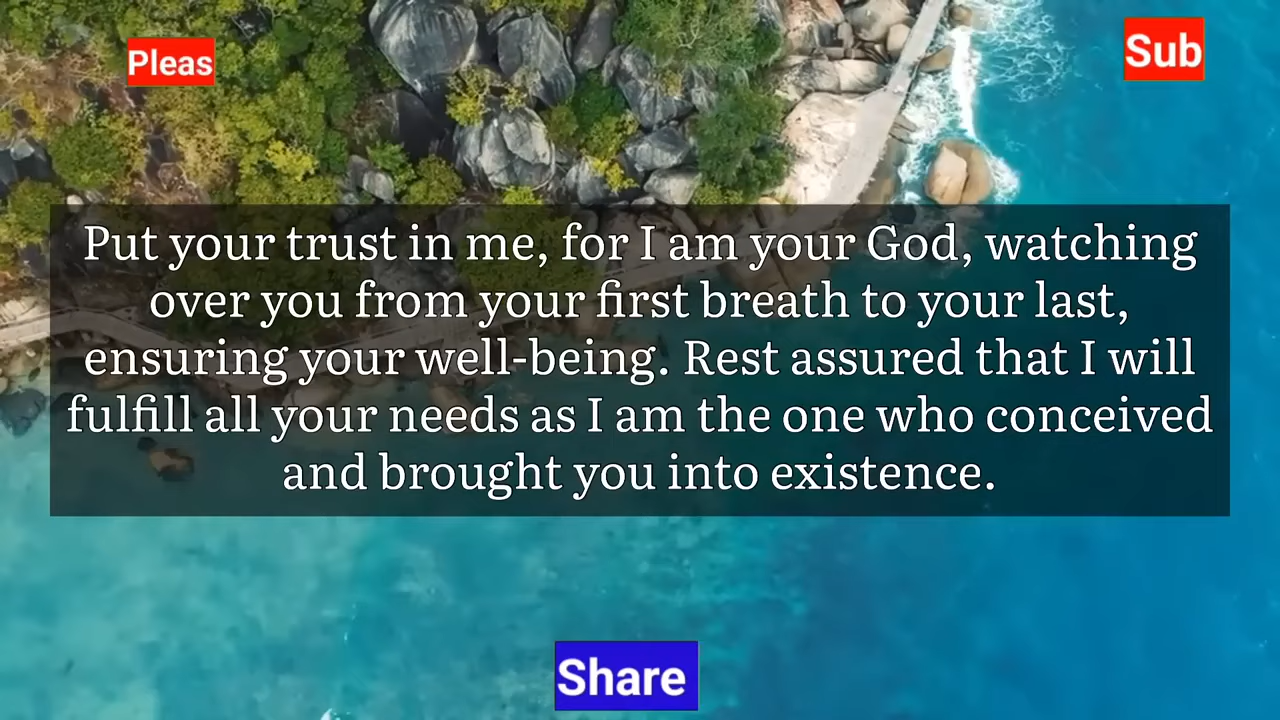 Pleas
Sub
Put your trust in me, for I am your God, watching
over you from your first breath to your last,
ensuring your well-being. Rest assured that I will
fulfill all your needs as I am the one who conceived
and brought you into existence.
Share